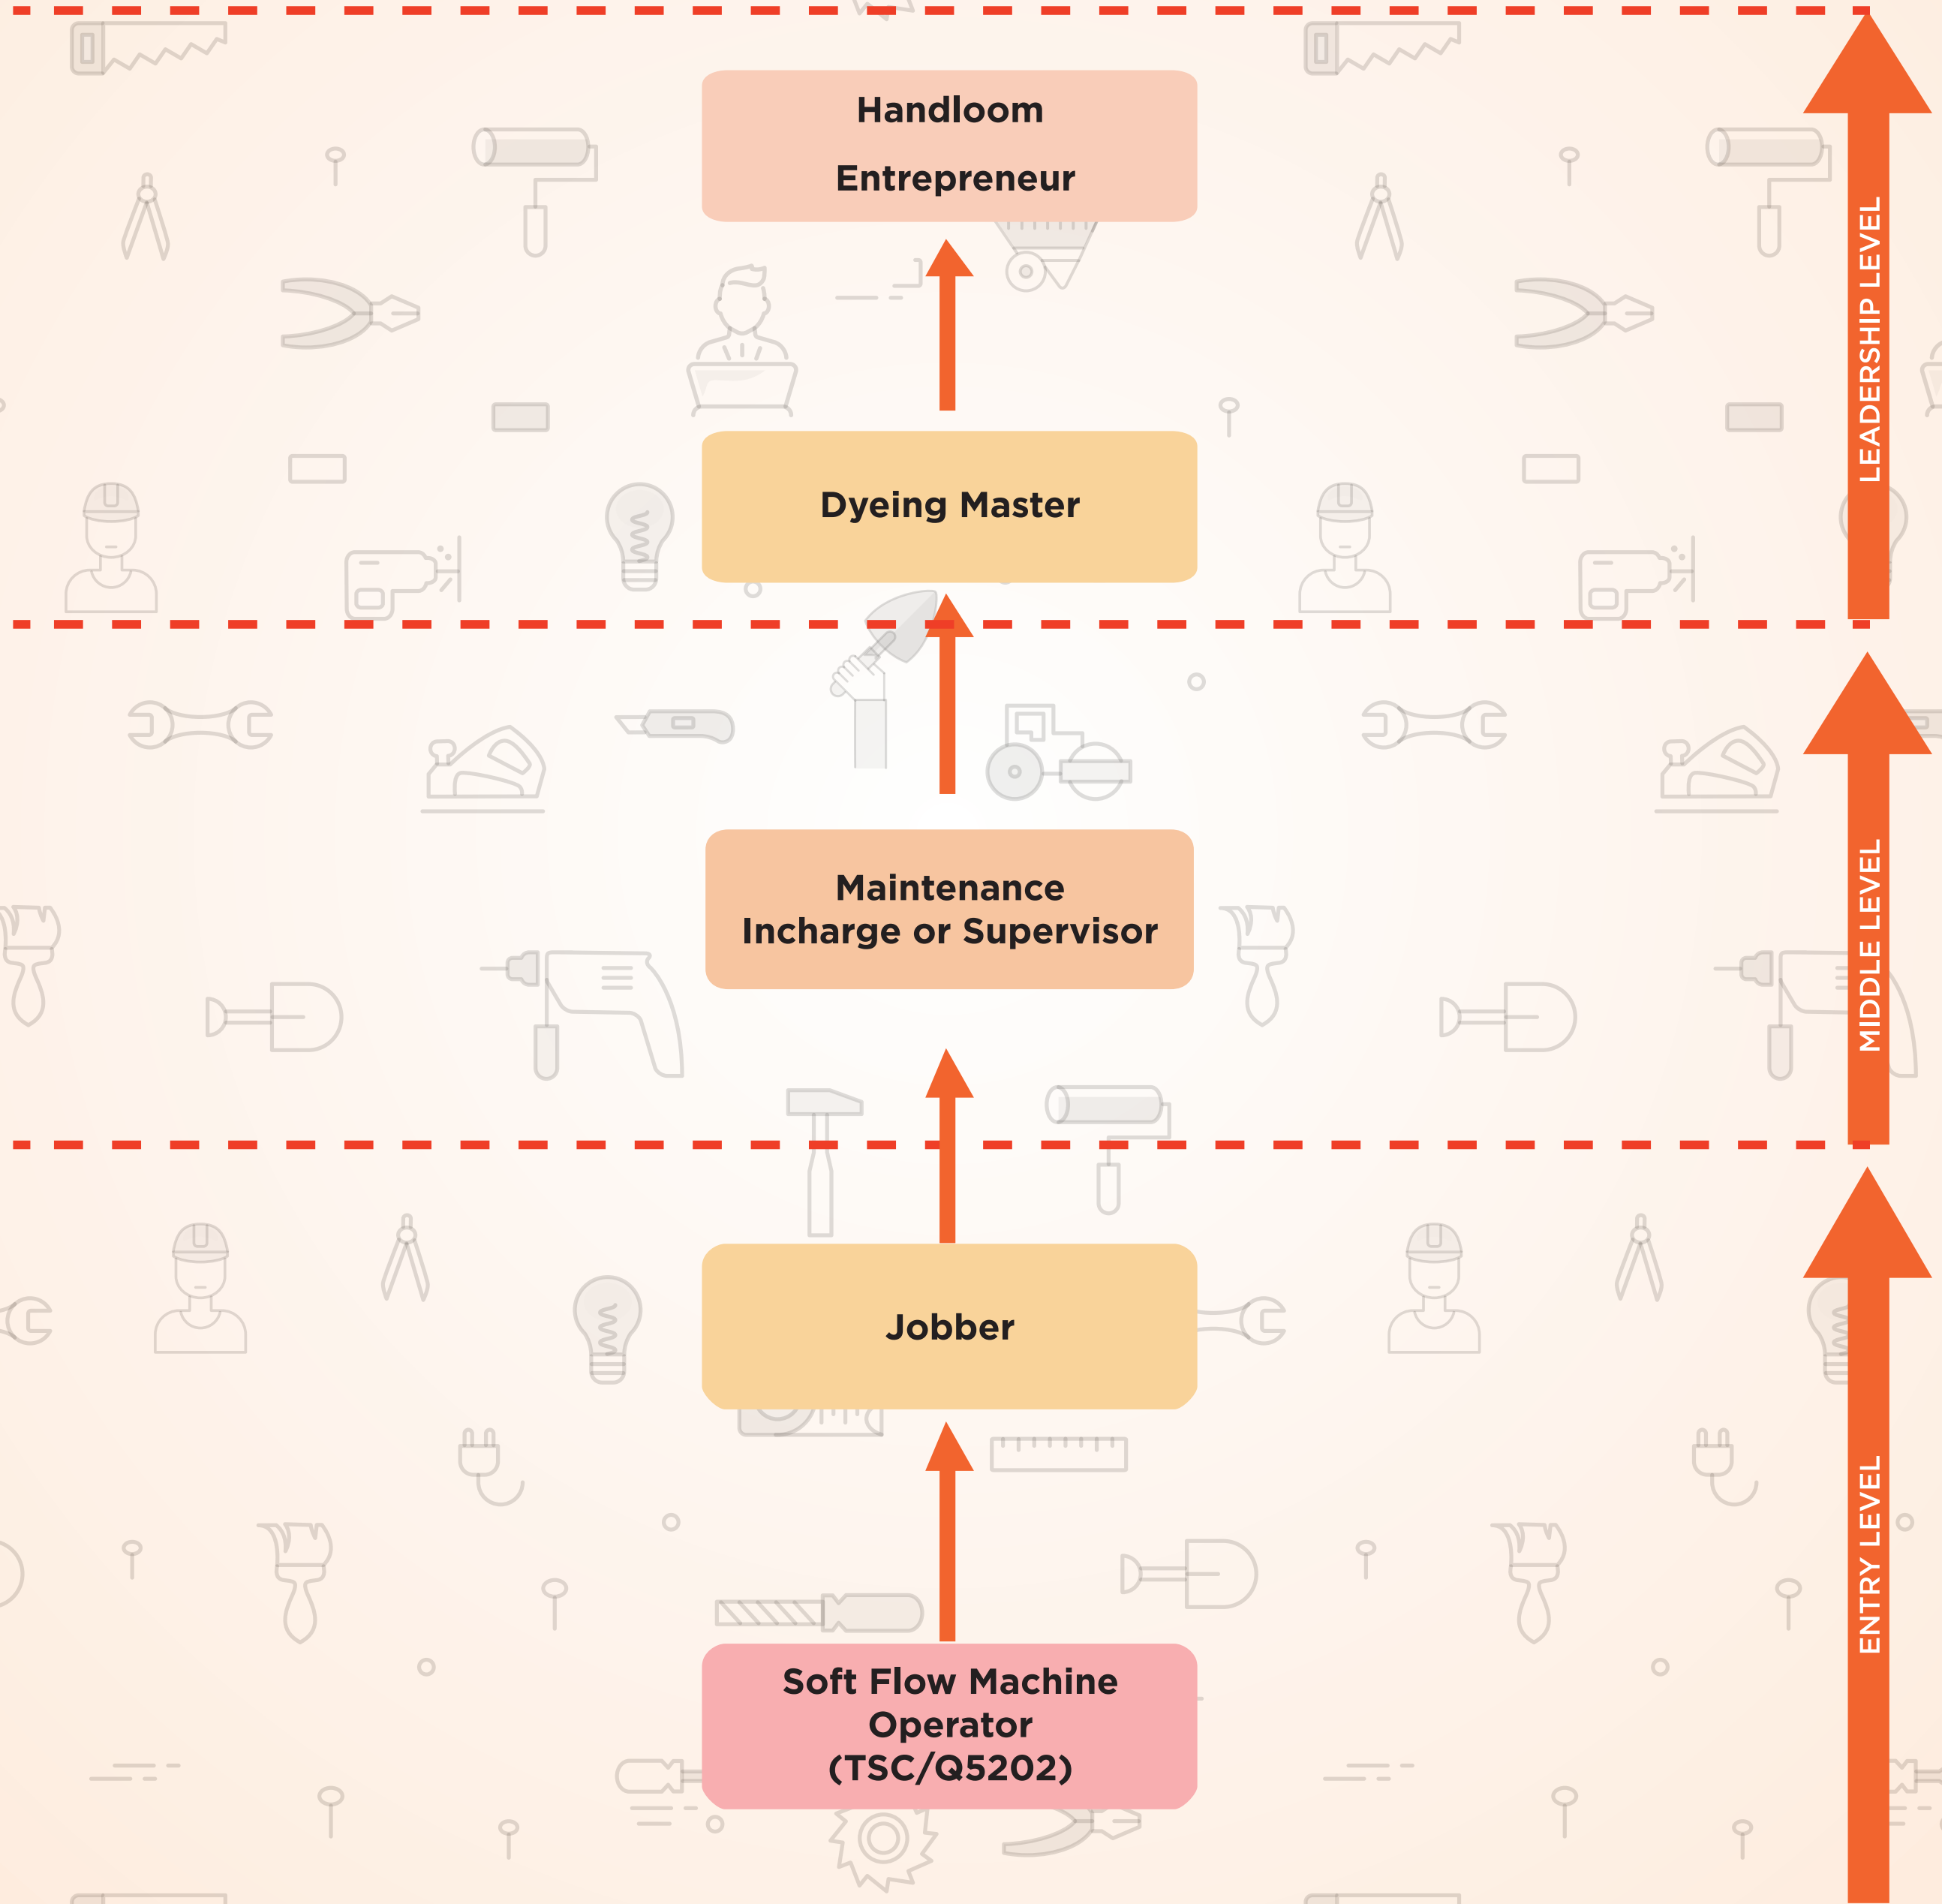 Handloom
Entrepreneur
LEADERSHIP LEVEL
Dyeing Master
Maintenance
Incharge or Supervisor
MIDDLE LEVEL
Jobber
ENTRY LEVEL
Soft Flow Machine
Operator
(TSC/Q5202)